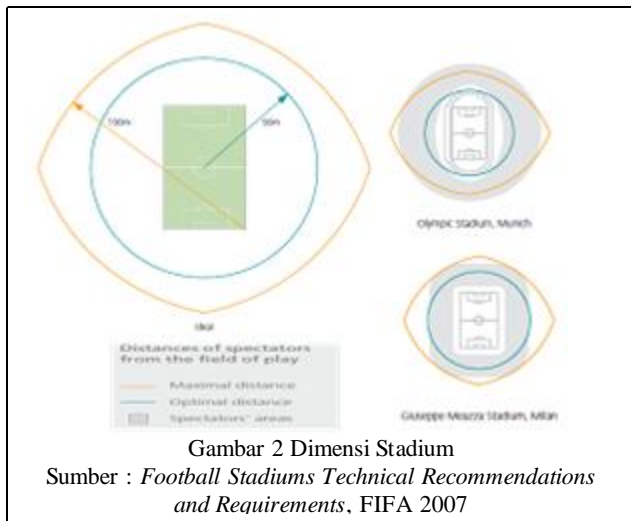 190m
90m
Olympic Stadium, Munich
Ideal
Distances of spectators
from the field of play
Maximal distance
Optimal distance
Spectators' areas
Giuseppe Meazza Stadium, Milan
Gambar 2 Dimensi Stadium
Sumber : Football Stadiums Technical Recommendations
and Requirements, FIFA 2007